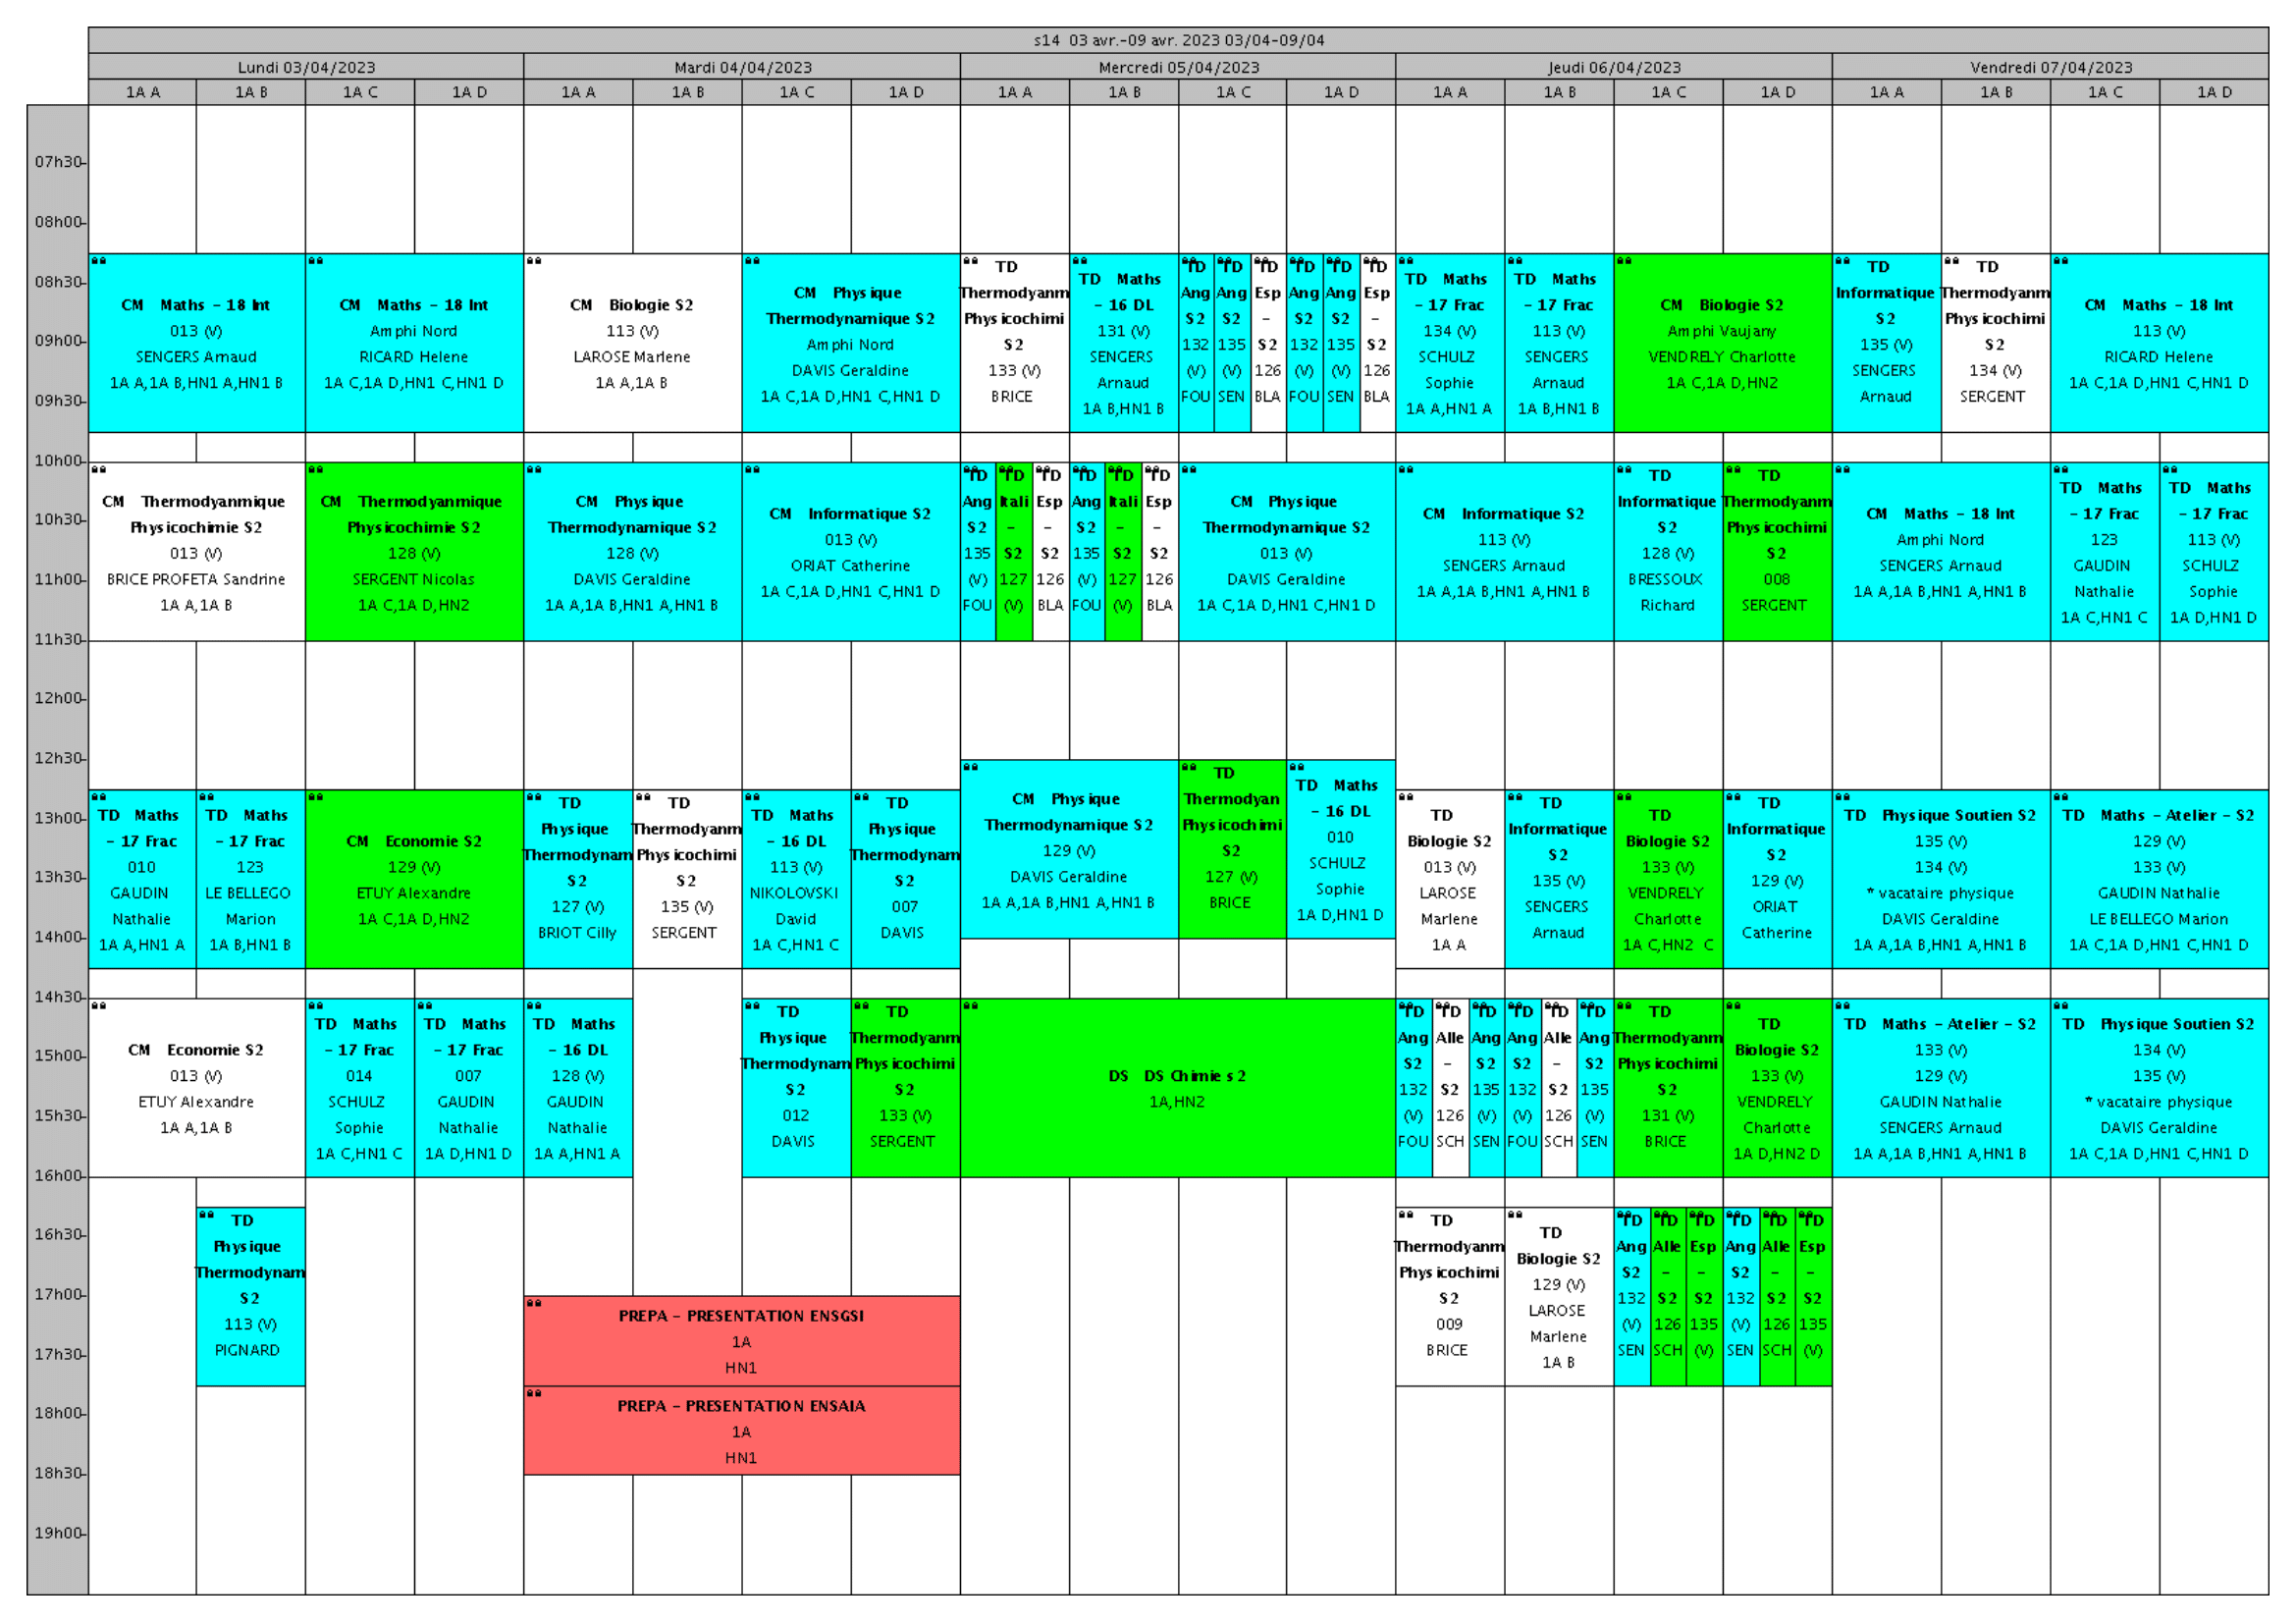 s14 03 avr.-09 avr. 2023 03/04-09/04
Lundi 03/04/2023
Mardi 04/04/2023
Mercredi 05/04/2023
Jeudi 06/04/2023
Vendredi 07/04/2023
1A A
1A B
1A C
1A D
1A A
1A B
1A C
1A D
1A A
1A B
1A C
1A D
1A A
1A B
1A C
1A D
1A A
1A B
1A C
1A D
07h30
08h00
08h30
09h00
09h30
10h00
10h30
11h00
11h30
12h00
12h30
13h00
13h30
14h00
14h30
15h00
15h30
16h00
16h30
17h00
17h30
18h00
18h30
19h00
CM Maths - 18 Int
013 (V)
SENGERS Arnaud
1A A,1A B,HN1 A,HN1 B
CM Maths - 18 Int
Amphi Nord
RICARD Helene
1A C,1A D,HN1 C,HN1 D
CM Biologie S2
113 (V)
LAROSE Marlene
1A A,1A B
CM Physique
Thermodynamique S2
Amphi Nord
DAVIS Geraldine
1A C,1A D,HN1 C,HN1 D
TD
Thermodyanm
Physicochimi
S2
133 (V)
BRICE
TD Maths
- 16 DL
131 (V)
SENGERS
Arnaud
1A B,HN1 B
TD
Ang
S2
132
(V)
FOU
TD
Ang
S2
135
(V)
SEN
TD
Esp
-
S2
126
BLA
TD
Ang
S2
132
(V)
FOU
TD
Ang
S2
135
(V)
SEN
TD
Esp
-
S2
126
BLA
TD Maths
- 17 Frac
134 (V)
SCHULZ
Sophie
1A A,HN1 A
TD Maths
- 17 Frac
113 (V)
SENGERS
Arnaud
1A B,HN1 B
CM Biologie S2
Amphi Vaujany
VENDRELY Charlotte
1A C,1A D,HN2
TD
Informatique
S2
135 (V)
SENGERS
Arnaud
TD
Thermodyanm
Physicochimi
S2
134 (V)
SERGENT
CM Maths - 18 Int
113 (V)
RICARD Helene
1A C,1A D,HN1 C,HN1 D
CM Thermodyanmique
Physicochimie S2
013 (V)
BRICE PROFETA Sandrine
1A A,1A B
CM Thermodyanmique
Physicochimie S2
128 (V)
SERGENT Nicolas
1A C,1A D,HN2
CM Physique
Thermodynamique S2
128 (V)
DAVIS Geraldine
1A A,1A B,HN1 A,HN1 B
CM Informatique S2
013 (V)
ORIAT Catherine
1A C,1A D,HN1 C,HN1 D
TD
Ang
S2
135
(V)
FOU
TD
Itali
-
S2
127
(V)
TD
Esp
-
S2
126
BLA
TD
Ang
S2
135
(V)
FOU
TD
Itali
-
S2
127
(V)
TD
Esp
-
S2
126
BLA
CM Physique
Thermodynamique S2
013 (V)
DAVIS Geraldine
1A C,1A D,HN1 C,HN1 D
CM Informatique S2
113 (V)
SENGERS Arnaud
1A A,1A B,HN1 A,HN1 B
TD
Informatique
S2
128 (V)
BRESSOUX
Richard
TD
Thermodyanm
Physicochimi
S2
008
SERGENT
CM Maths - 18 Int
Amphi Nord
SENGERS Arnaud
1A A,1A B,HN1 A,HN1 B
TD Maths
- 17 Frac
123
GAUDIN
Nathalie
1A C,HN1 C
TD Maths
- 17 Frac
113 (V)
SCHULZ
Sophie
1A D,HN1 D
TD Maths
- 17 Frac
010
GAUDIN
Nathalie
1A A,HN1 A
TD Maths
- 17 Frac
123
LE BELLEGO
Marion
1A B,HN1 B
CM Economie S2
129 (V)
ETUY Alexandre
1A C,1A D,HN2
TD
Physique
Thermodynam
S2
127 (V)
BRIOT Cilly
TD
Thermodyanm
Physicochimi
S2
135 (V)
SERGENT
TD Maths
- 16 DL
113 (V)
NIKOLOVSKI
David
1A C,HN1 C
TD
Physique
Thermodynam
S2
007
DAVIS
CM Physique
Thermodynamique S2
129 (V)
DAVIS Geraldine
1A A,1A B,HN1 A,HN1 B
TD
Thermodyan
Physicochimi
S2
127 (V)
BRICE
TD Maths
- 16 DL
010
SCHULZ
Sophie
1A D,HN1 D
TD
Biologie S2
013 (V)
LAROSE
Marlene
1A A
TD
Informatique
S2
135 (V)
SENGERS
Arnaud
TD
Biologie S2
133 (V)
VENDRELY
Charlotte
1A C,HN2 C
TD
Informatique
S2
129 (V)
ORIAT
Catherine
TD Physique Soutien S2
135 (V)
134 (V)
* vacataire physique
DAVIS Geraldine
1A A,1A B,HN1 A,HN1 B
TD Maths - Atelier - S2
129 (V)
133 (V)
GAUDIN Nathalie
LE BELLEGO Marion
1A C,1A D,HN1 C,HN1 D
CM Economie S2
013 (V)
ETUY Alexandre
1A A,1A B
TD Maths
- 17 Frac
014
SCHULZ
Sophie
1A C,HN1 C
TD Maths
- 17 Frac
007
GAUDIN
Nathalie
1A D,HN1 D
TD Maths
- 16 DL
128 (V)
GAUDIN
Nathalie
1A A,HN1 A
TD
Physique
Thermodynam
S2
012
DAVIS
TD
Thermodyanm
Physicochimi
S2
133 (V)
SERGENT
DS DS Chimie s2
1A,HN2
TD
Ang
S2
132
(V)
FOU
TD
Alle
-
S2
126
SCH
TD
Ang
S2
135
(V)
SEN
TD
Ang
S2
132
(V)
FOU
TD
Alle
-
S2
126
SCH
TD
Ang
S2
135
(V)
SEN
TD
Thermodyanm
Physicochimi
S2
131 (V)
BRICE
TD
Biologie S2
133 (V)
VENDRELY
Charlotte
1A D,HN2 D
TD Maths - Atelier - S2
133 (V)
129 (V)
GAUDIN Nathalie
SENGERS Arnaud
1A A,1A B,HN1 A,HN1 B
TD Physique Soutien S2
134 (V)
135 (V)
* vacataire physique
DAVIS Geraldine
1A C,1A D,HN1 C,HN1 D
TD
Physique
Thermodynam
S2
113 (V)
PIGNARD
TD
Thermodyanm
Physicochimi
S2
009
BRICE
TD
Biologie S2
129 (V)
LAROSE
Marlene
1A B
TD
Ang
S2
132
(V)
SEN
TD
Alle
-
S2
126
SCH
TD
Esp
-
S2
135
(V)
TD
Ang
S2
132
(V)
SEN
TD
Alle
-
S2
126
SCH
TD
Esp
-
S2
135
(V)
PREPA - PRESENTATION ENSGSI
1A
HN1
PREPA - PRESENTATION ENSAIA
1A
HN1